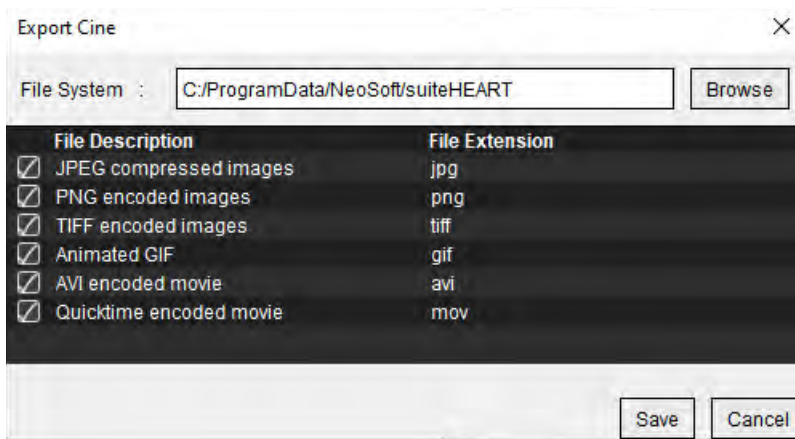 Export Cine
File System : C:/ProgramData/NeoSoft/suiteHEART Browse
File Description File Extension
JPEG compressed images jpg
PNG encoded images png
TIFF encoded images tiff
Animated GIF gif
AVI encoded movie avi
Quicktime encoded movie mov
Save Cancel